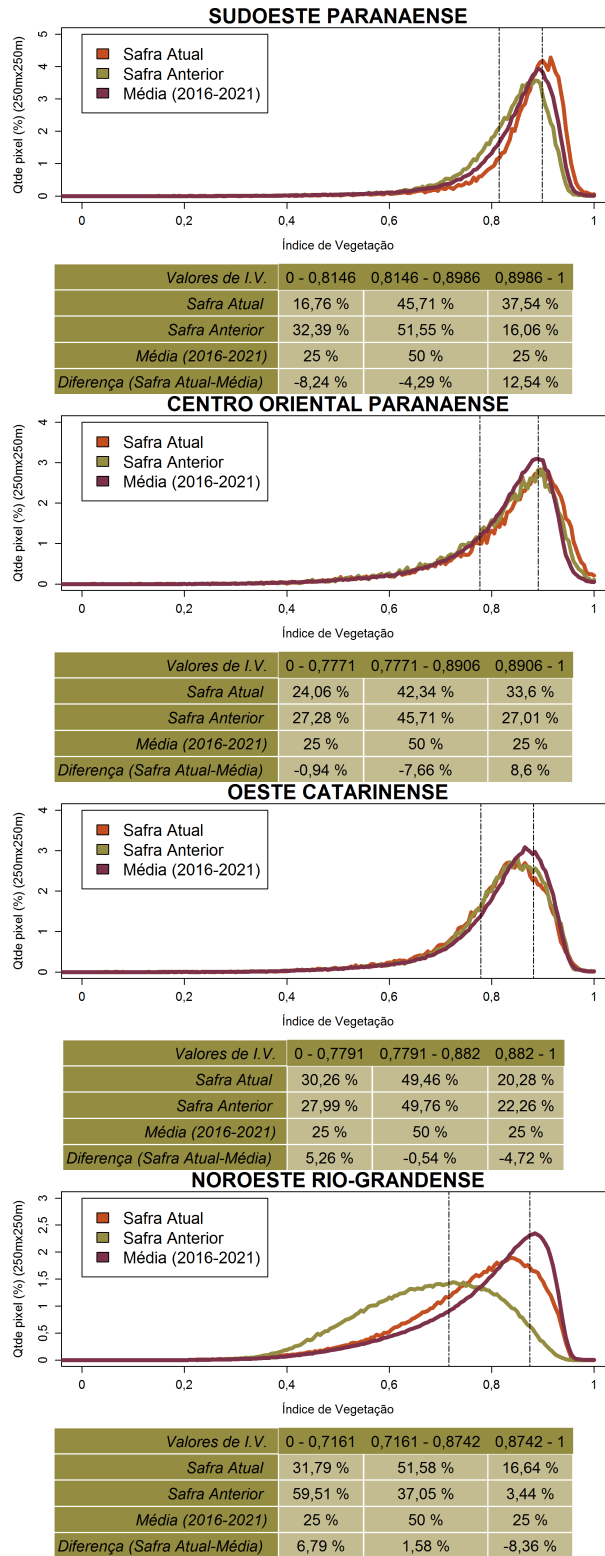 SUDOESTE PARANAENSE
Qtde pixel (%) (250mx250m)
5
4
3
2
1
0
Safra Atual
Safra Anterior
Média (2016-2021)
0 0,2 0,4 0,6 0,8 1
Índice de Vegetação
Valores de I.V. 0 - 0,8146 0,8146 - 0,8986 0,8986 - 1
Safra Atual 16,76 % 45,71 % 37,54 %
Safra Anterior 32,39 % 51,55 % 16,06 %
Média (2016-2021) 25 % 50 % 25 %
Diferença (Safra Atual-Média) -8,24 % -4,29 % 12,54 %
CENTRO ORIENTAL PARANAENSE
Qtde pixel (%) (250mx250m)
4
3
2
1
0
Safra Atual
Safra Anterior
Média (2016-2021)
0 0,2 0,4 0,6 0,8 1
Índice de Vegetação
Valores de I.V. 0 - 0,7771 0,7771 - 0,8906 0,8906 - 1
Safra Atual 24,06 % 42,34 % 33,6 %
Safra Anterior 27,28 % 45,71 % 27,01 %
Média (2016-2021) 25 % 50 % 25 %
Diferença (Safra Atual-Média) -0,94 % -7,66 % 8,6 %
OESTE CATARINENSE
Qtde pixel (%) (250mx250m)
4
3
2
1
0
Safra Atual
Safra Anterior
Média (2016-2021)
0 0,2 0,4 0,6 0,8 1
Índice de Vegetação
Valores de I.V. 0 - 0,7791 0,7791 - 0,882 0,882 - 1
Safra Atual 30,26 % 49,46 % 20,28 %
Safra Anterior 27,99 % 49,76 % 22,26 %
Média (2016-2021) 25 % 50 % 25 %
Diferença (Safra Atual-Média) 5,26 % -0,54 % -4,72 %
NOROESTE RIO-GRANDENSE
Qtde pixel (%) (250mx250m)
3
2,5
2
1,5
1
0,5
0
Safra Atual
Safra Anterior
Média (2016-2021)
0 0,2 0,4 0,6 0,8 1
Índice de Vegetação
Valores de I.V. 0 - 0,7161 0,7161 - 0,8742 0,8742 - 1
Safra Atual 31,79 % 51,58 % 16,64 %
Safra Anterior 59,51 % 37,05 % 3,44 %
Média (2016-2021) 25 % 50 % 25 %
Diferença (Safra Atual-Média) 6,79 % 1,58 % -8,36 %